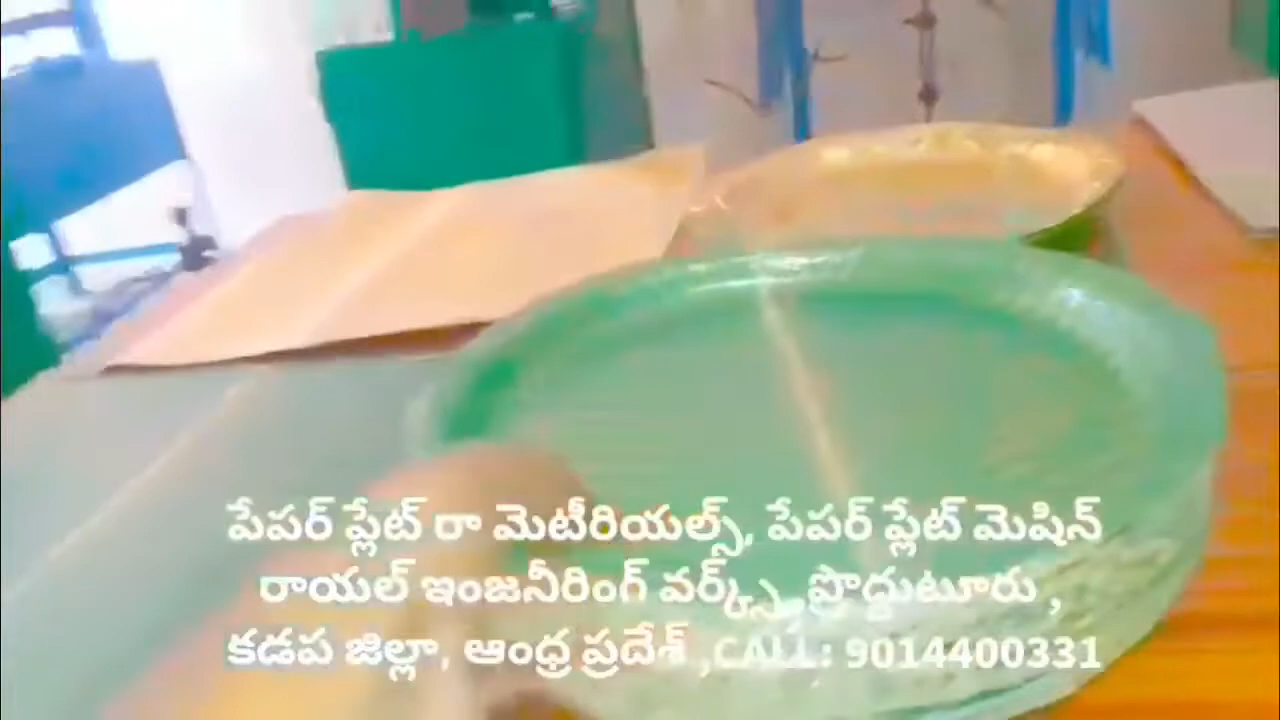 పేపర్ ప్లేట్ రా మెటీరియల్స్, పేపర్ ప్లేట్ మెషిన్
రాయల్ ఇంజనీరింగ్ వర్క్స్, ప్రొద్దుటూరు ,
కడప జిల్లా, ఆంధ్ర ప్రదేశ్ ,CALL: 9014400331